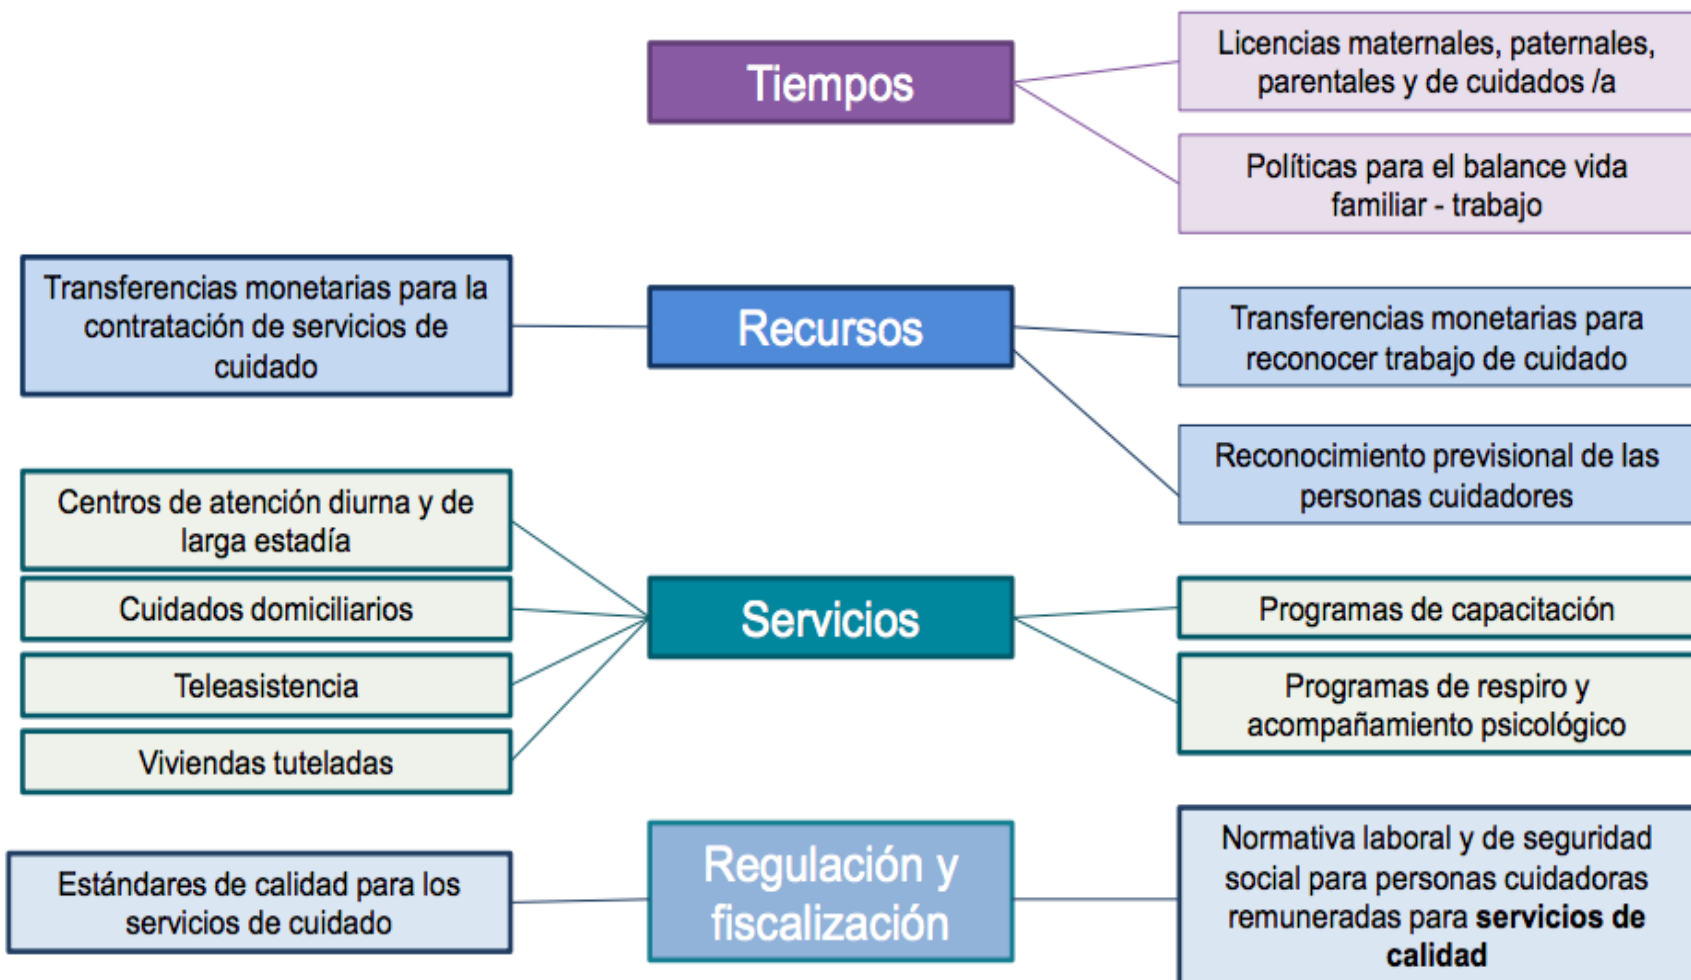 Tiempos
Licencias maternales, paternales,
parentales y de cuidados /a
Políticas para el balance vida
familiar - trabajo
Transferencias monetarias para la
contratación de servicios de
cuidado
Recursos
Transferencias monetarias para
reconocer trabajo de cuidado
Reconocimiento previsional de las
personas cuidadores
Centros de atención diurna y de
larga estadía
Cuidados domiciliarios
Teleasistencia
Viviendas tuteladas
Servicios
Programas de capacitación
Programas de respiro y
acompañamiento psicológico
Estándares de calidad para los
servicios de cuidado
Regulación y
fiscalización
Normativa laboral y de seguridad
social para personas cuidadoras
remuneradas para servicios de
calidad